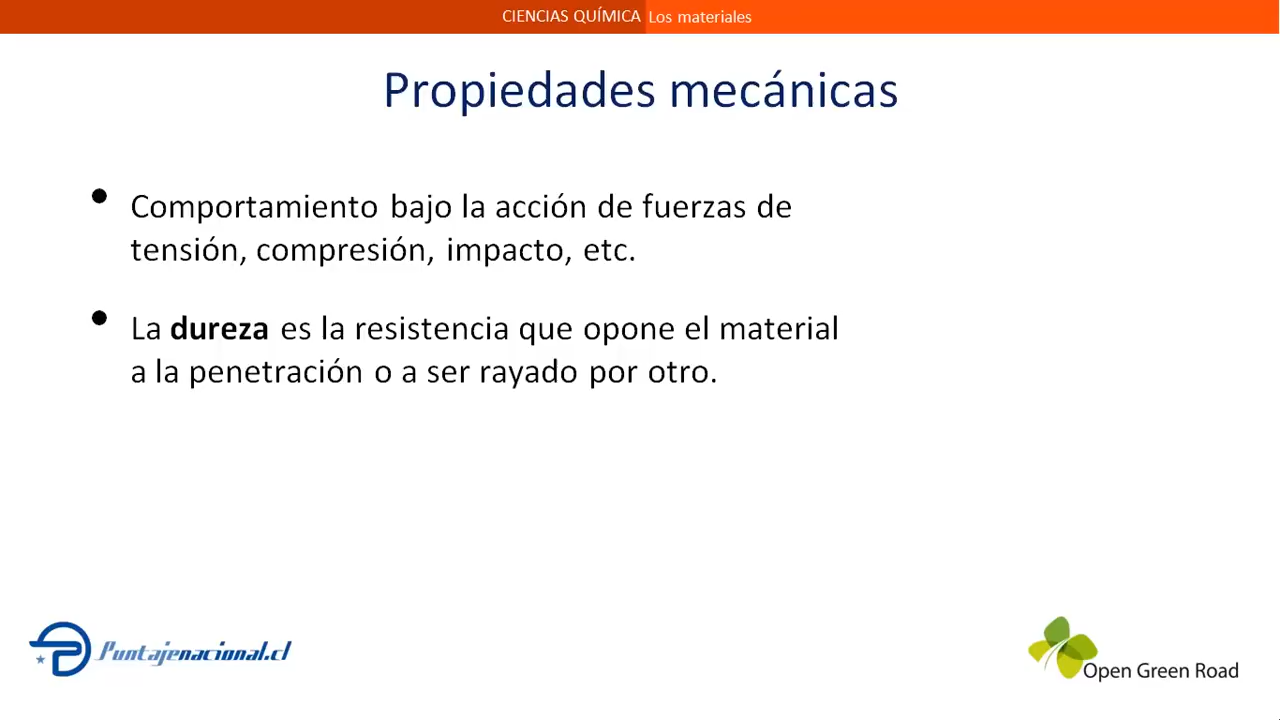 CIENCIAS QUÍMICA Los materiales
Propiedades mecánicas
• Comportamiento bajo la acción de fuerzas de
tensión, compresión, impacto, etc.
• La dureza es la resistencia que opone el material
a la penetración o a ser rayado por otro.
Puntajenacional.cl
Open Green Road